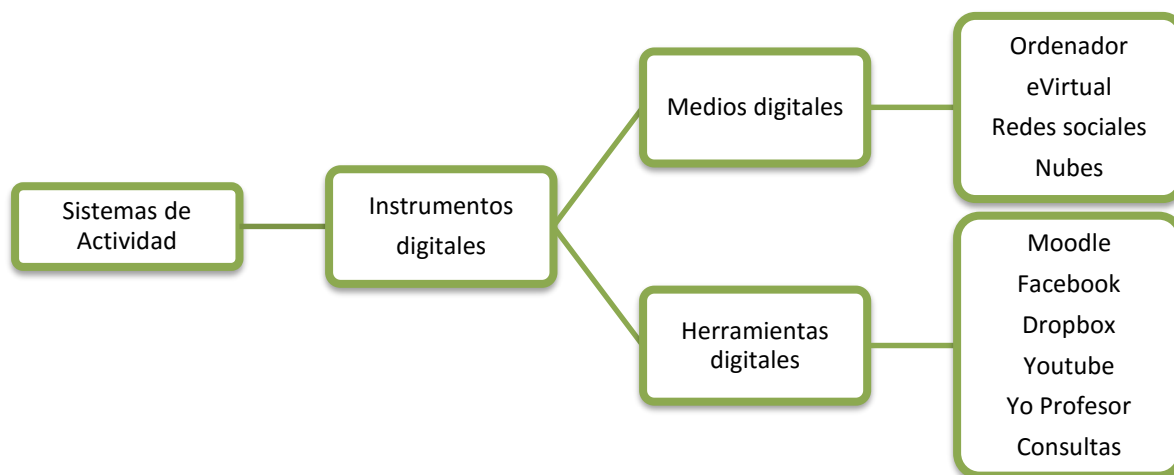 Sistemas de
Actividad
Instrumentos
digitales
Medios digitales
Ordenador
eVirtual
Redes sociales
Nubes
Herramientas
digitales
Moodle
Facebook
Dropbox
Youtube
Yo Profesor
Consultas